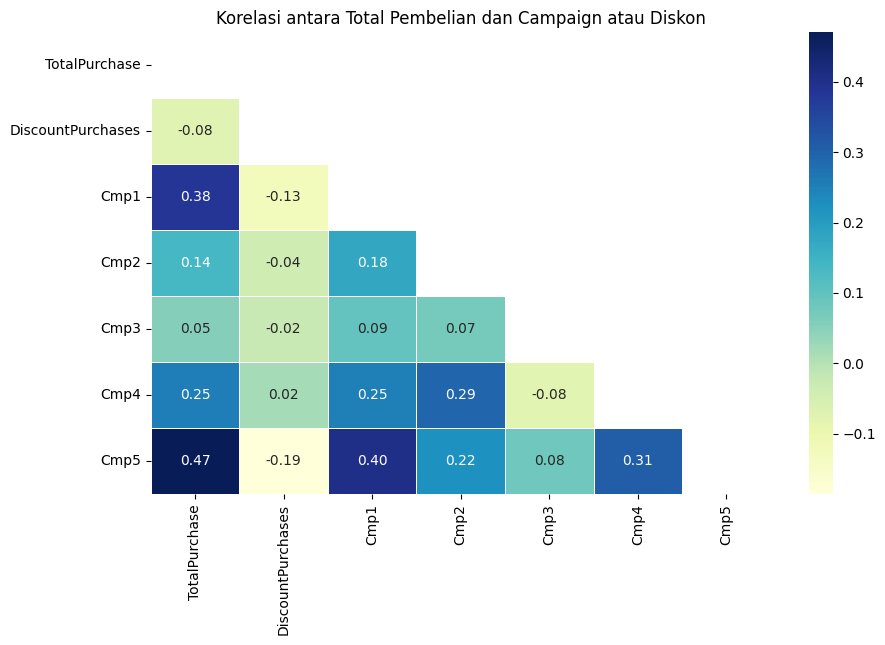 Korelasi antara Total Pembelian dan Campaign atau Diskon
TotalPurchase
DiscountPurchases -0.08
Cmp1 0.38 -0.13
Cmp2 0.14 -0.04 0.18
Cmp3 0.05 -0.02 0.09 0.07
Cmp4 0.25 0.02 0.25 0.29 -0.08
Cmp5 0.47 -0.19 0.40 0.22 0.08 0.31
TotalPurchase DiscountPurchases Cmp1 Cmp2 Cmp3 Cmp4 Cmp5
0.4
0.3
0.2
0.1
0.0
−0.1